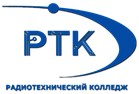 РТК
РАДИОТЕХНИЧЕСКИЙ КОЛЛЕДЖ